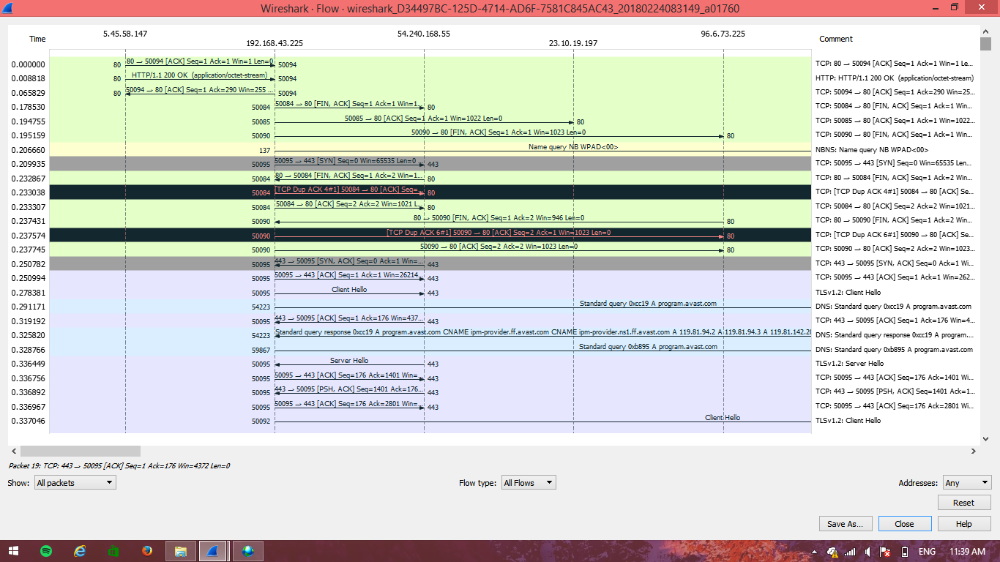 Wireshark · Flow · wireshark_D34497BC-125D-4714-AD6F-7581C845AC43_20180224083149_a01760
5.45.58.147 54.240.168.55 96.6.73.225
Time Comment
192.168.43.225 23.10.19.197
0.000000 80 80 → 50094 [ACK] Seq=1 Ack=1 Win=1 Len=0 50094 TCP: 80 → 50094 [ACK] Seq=1 Ack=1 Win=1 Le...
0.008818 80 HTTP/1.1 200 OK (application/octet-stream) 50094 HTTP: HTTP/1.1 200 OK (application/octet-stream)
0.065829 80 50094 → 80 [ACK] Seq=1 Ack=290 Win=255 ... 50094 TCP: 50094 → 80 [ACK] Seq=1 Ack=290 Win=25...
0.178530 50084 50084 → 80 [FIN, ACK] Seq=1 Ack=1 Win=1... 80 TCP: 50084 → 80 [FIN, ACK] Seq=1 Ack=1 Win...
0.194755 50085 50085 → 80 [ACK] Seq=1 Ack=1 Win=1022 Len=0 80 TCP: 50085 → 80 [ACK] Seq=1 Ack=1 Win=1022...
0.195159 50090 50090 → 80 [FIN, ACK] Seq=1 Ack=1 Win=1023 Len=0 80 TCP: 50090 → 80 [FIN, ACK] Seq=1 Ack=1 Win...
0.206660 137 Name query NB WPAD<00> NBNS: Name query NB WPAD<00>
0.209935 50095 50095 → 443 [SYN] Seq=0 Win=65535 Len=0 ... 443 TCP: 50095 → 443 [SYN] Seq=0 Win=65535 Len...
0.232867 50084 80 → 50084 [FIN, ACK] Seq=1 Ack=2 Win=1... 80 TCP: 80 → 50084 [FIN, ACK] Seq=1 Ack=2 Win...
0.233038 50084 [TCP Dup ACK 4#1] 50084 → 80 [ACK] Seq=... 80 TCP: [TCP Dup ACK 4#1] 50084 → 80 [ACK] Se...
0.233307 50084 50084 → 80 [ACK] Seq=2 Ack=2 Win=1021 L... 80 TCP: 50084 → 80 [ACK] Seq=2 Ack=2 Win=1021...
0.237431 50090 80 → 50090 [FIN, ACK] Seq=1 Ack=2 Win=946 Len=0 80 TCP: 80 → 50090 [FIN, ACK] Seq=1 Ack=2 Win...
0.237574 50090 [TCP Dup ACK 6#1] 50090 → 80 [ACK] Seq=2 Ack=1 Win=1023 Len=0 80 TCP: [TCP Dup ACK 6#1] 50090 → 80 [ACK] Se...
0.237745 50090 50090 → 80 [ACK] Seq=2 Ack=2 Win=1023 Len=0 80 TCP: 50090 → 80 [ACK] Seq=2 Ack=2 Win=1023...
0.250782 50095 443 → 50095 [SYN, ACK] Seq=0 Ack=1 Win=... 443 TCP: 443 → 50095 [SYN, ACK] Seq=0 Ack=1 Wi...
0.250994 50095 50095 → 443 [ACK] Seq=1 Ack=1 Win=26214... 443 TCP: 50095 → 443 [ACK] Seq=1 Ack=1 Win=262...
0.278381 50095 Client Hello 443 TLSv1.2: Client Hello
0.291171 54223 Standard query 0xcc19 A program.avast.com DNS: Standard query 0xcc19 A program.avast.com
0.319192 50095 443 → 50095 [ACK] Seq=1 Ack=176 Win=437... 443 TCP: 443 → 50095 [ACK] Seq=1 Ack=176 Win=4...
0.325820 54223 Standard query response 0xcc19 A program.avast.com CNAME ipm-provider.ff.avast.com CNAME ipm-provider.ns1.ff.avast.com A 119.81.94.2 A 119.81.94.3 A 119.81.142.20 DNS: Standard query response 0xcc19 A program....
0.328766 59867 Standard query 0xb895 A program.avast.com DNS: Standard query 0xb895 A program.avast.com
0.336449 50095 Server Hello 443 TLSv1.2: Server Hello
0.336756 50095 50095 → 443 [ACK] Seq=176 Ack=1401 Win=... 443 TCP: 50095 → 443 [ACK] Seq=176 Ack=1401 Wi...
0.336892 50095 443 → 50095 [PSH, ACK] Seq=1401 Ack=176... 443 TCP: 443 → 50095 [PSH, ACK] Seq=1401 Ack=1...
0.336967 50095 50095 → 443 [ACK] Seq=176 Ack=2801 Win=... 443 TCP: 50095 → 443 [ACK] Seq=176 Ack=2801 Wi...
0.337046 50092 Client Hello TLSv1.2: Client Hello
Packet 19: TCP: 443 → 50095 [ACK] Seq=1 Ack=176 Win=4372 Len=0
Show: All packets Flow type: All Flows Addresses: Any
Reset
Save As... Close Help
ENG 11:39 AM